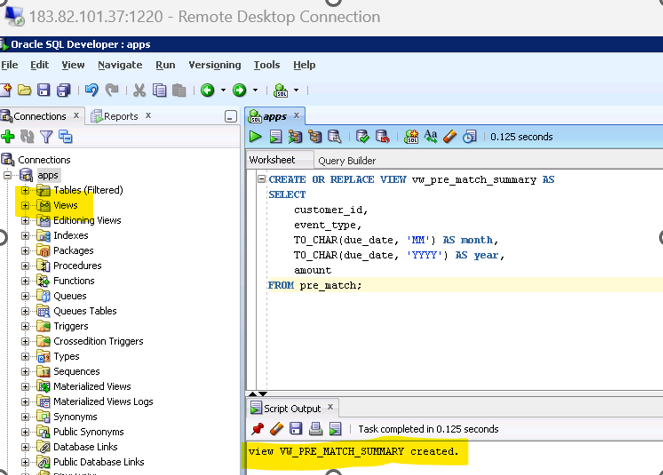 183.82.101.37:1220 - Remote Desktop Connection
Oracle SQL Developer : apps
File Edit View Navigate Run Versioning Tools Help
Connections x Reports x
apps x
0.125 seconds
Worksheet Query Builder
Connections
apps
Tables (Filtered)
Views
Editioning Views
Indexes
Packages
Procedures
Functions
Queues
Queues Tables
Triggers
Crossedition Triggers
Types
Sequences
Materialized Views
Materialized Views Logs
Synonyms
Public Synonyms
Database Links
Public Database Links
CREATE OR REPLACE VIEW vw_pre_match_summary AS
SELECT
customer_id,
event_type,
TO_CHAR(due_date, 'MM') AS month,
TO_CHAR(due_date, 'YYYY') AS year,
amount
FROM pre_match;
Script Output x
Task completed in 0.125 seconds
view VW_PRE_MATCH_SUMMARY created.